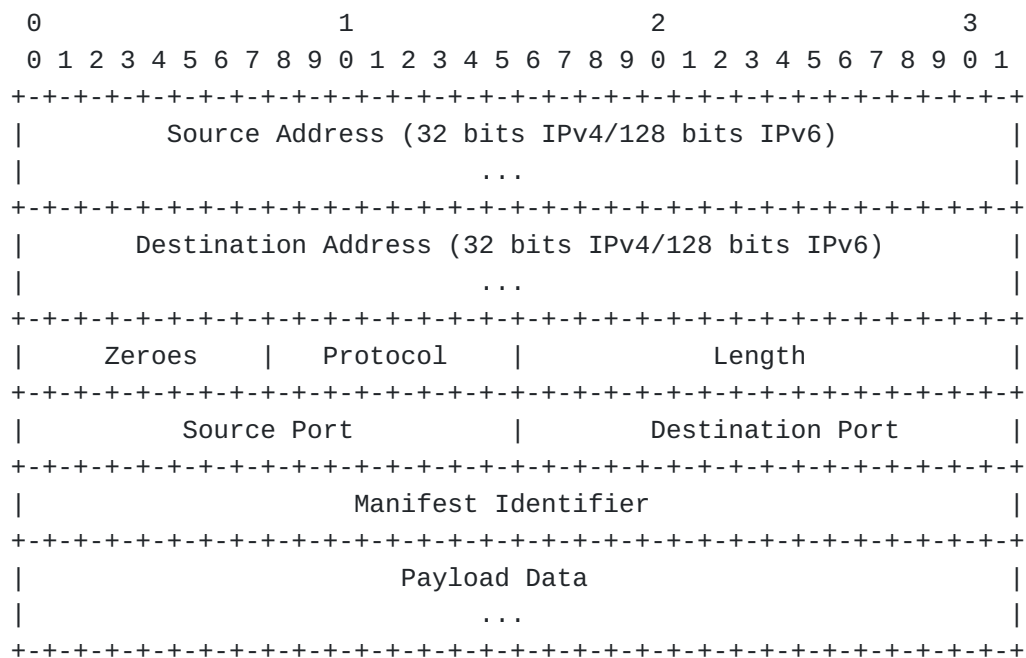 0                   1                   2                   3
 0 1 2 3 4 5 6 7 8 9 0 1 2 3 4 5 6 7 8 9 0 1 2 3 4 5 6 7 8 9 0 1
+-+-+-+-+-+-+-+-+-+-+-+-+-+-+-+-+-+-+-+-+-+-+-+-+-+-+-+-+-+-+-+-+
|         Source Address (32 bits IPv4/128 bits IPv6)           |
|                             ...                               |
+-+-+-+-+-+-+-+-+-+-+-+-+-+-+-+-+-+-+-+-+-+-+-+-+-+-+-+-+-+-+-+-+
|       Destination Address (32 bits IPv4/128 bits IPv6)        |
|                             ...                               |
+-+-+-+-+-+-+-+-+-+-+-+-+-+-+-+-+-+-+-+-+-+-+-+-+-+-+-+-+-+-+-+-+
|     Zeroes    |   Protocol    |            Length             |
+-+-+-+-+-+-+-+-+-+-+-+-+-+-+-+-+-+-+-+-+-+-+-+-+-+-+-+-+-+-+-+-+
|          Source Port          |        Destination Port       |
+-+-+-+-+-+-+-+-+-+-+-+-+-+-+-+-+-+-+-+-+-+-+-+-+-+-+-+-+-+-+-+-+
|                     Manifest Identifier                       |
+-+-+-+-+-+-+-+-+-+-+-+-+-+-+-+-+-+-+-+-+-+-+-+-+-+-+-+-+-+-+-+-+
|                        Payload Data                           |
|                             ...                               |
+-+-+-+-+-+-+-+-+-+-+-+-+-+-+-+-+-+-+-+-+-+-+-+-+-+-+-+-+-+-+-+-+